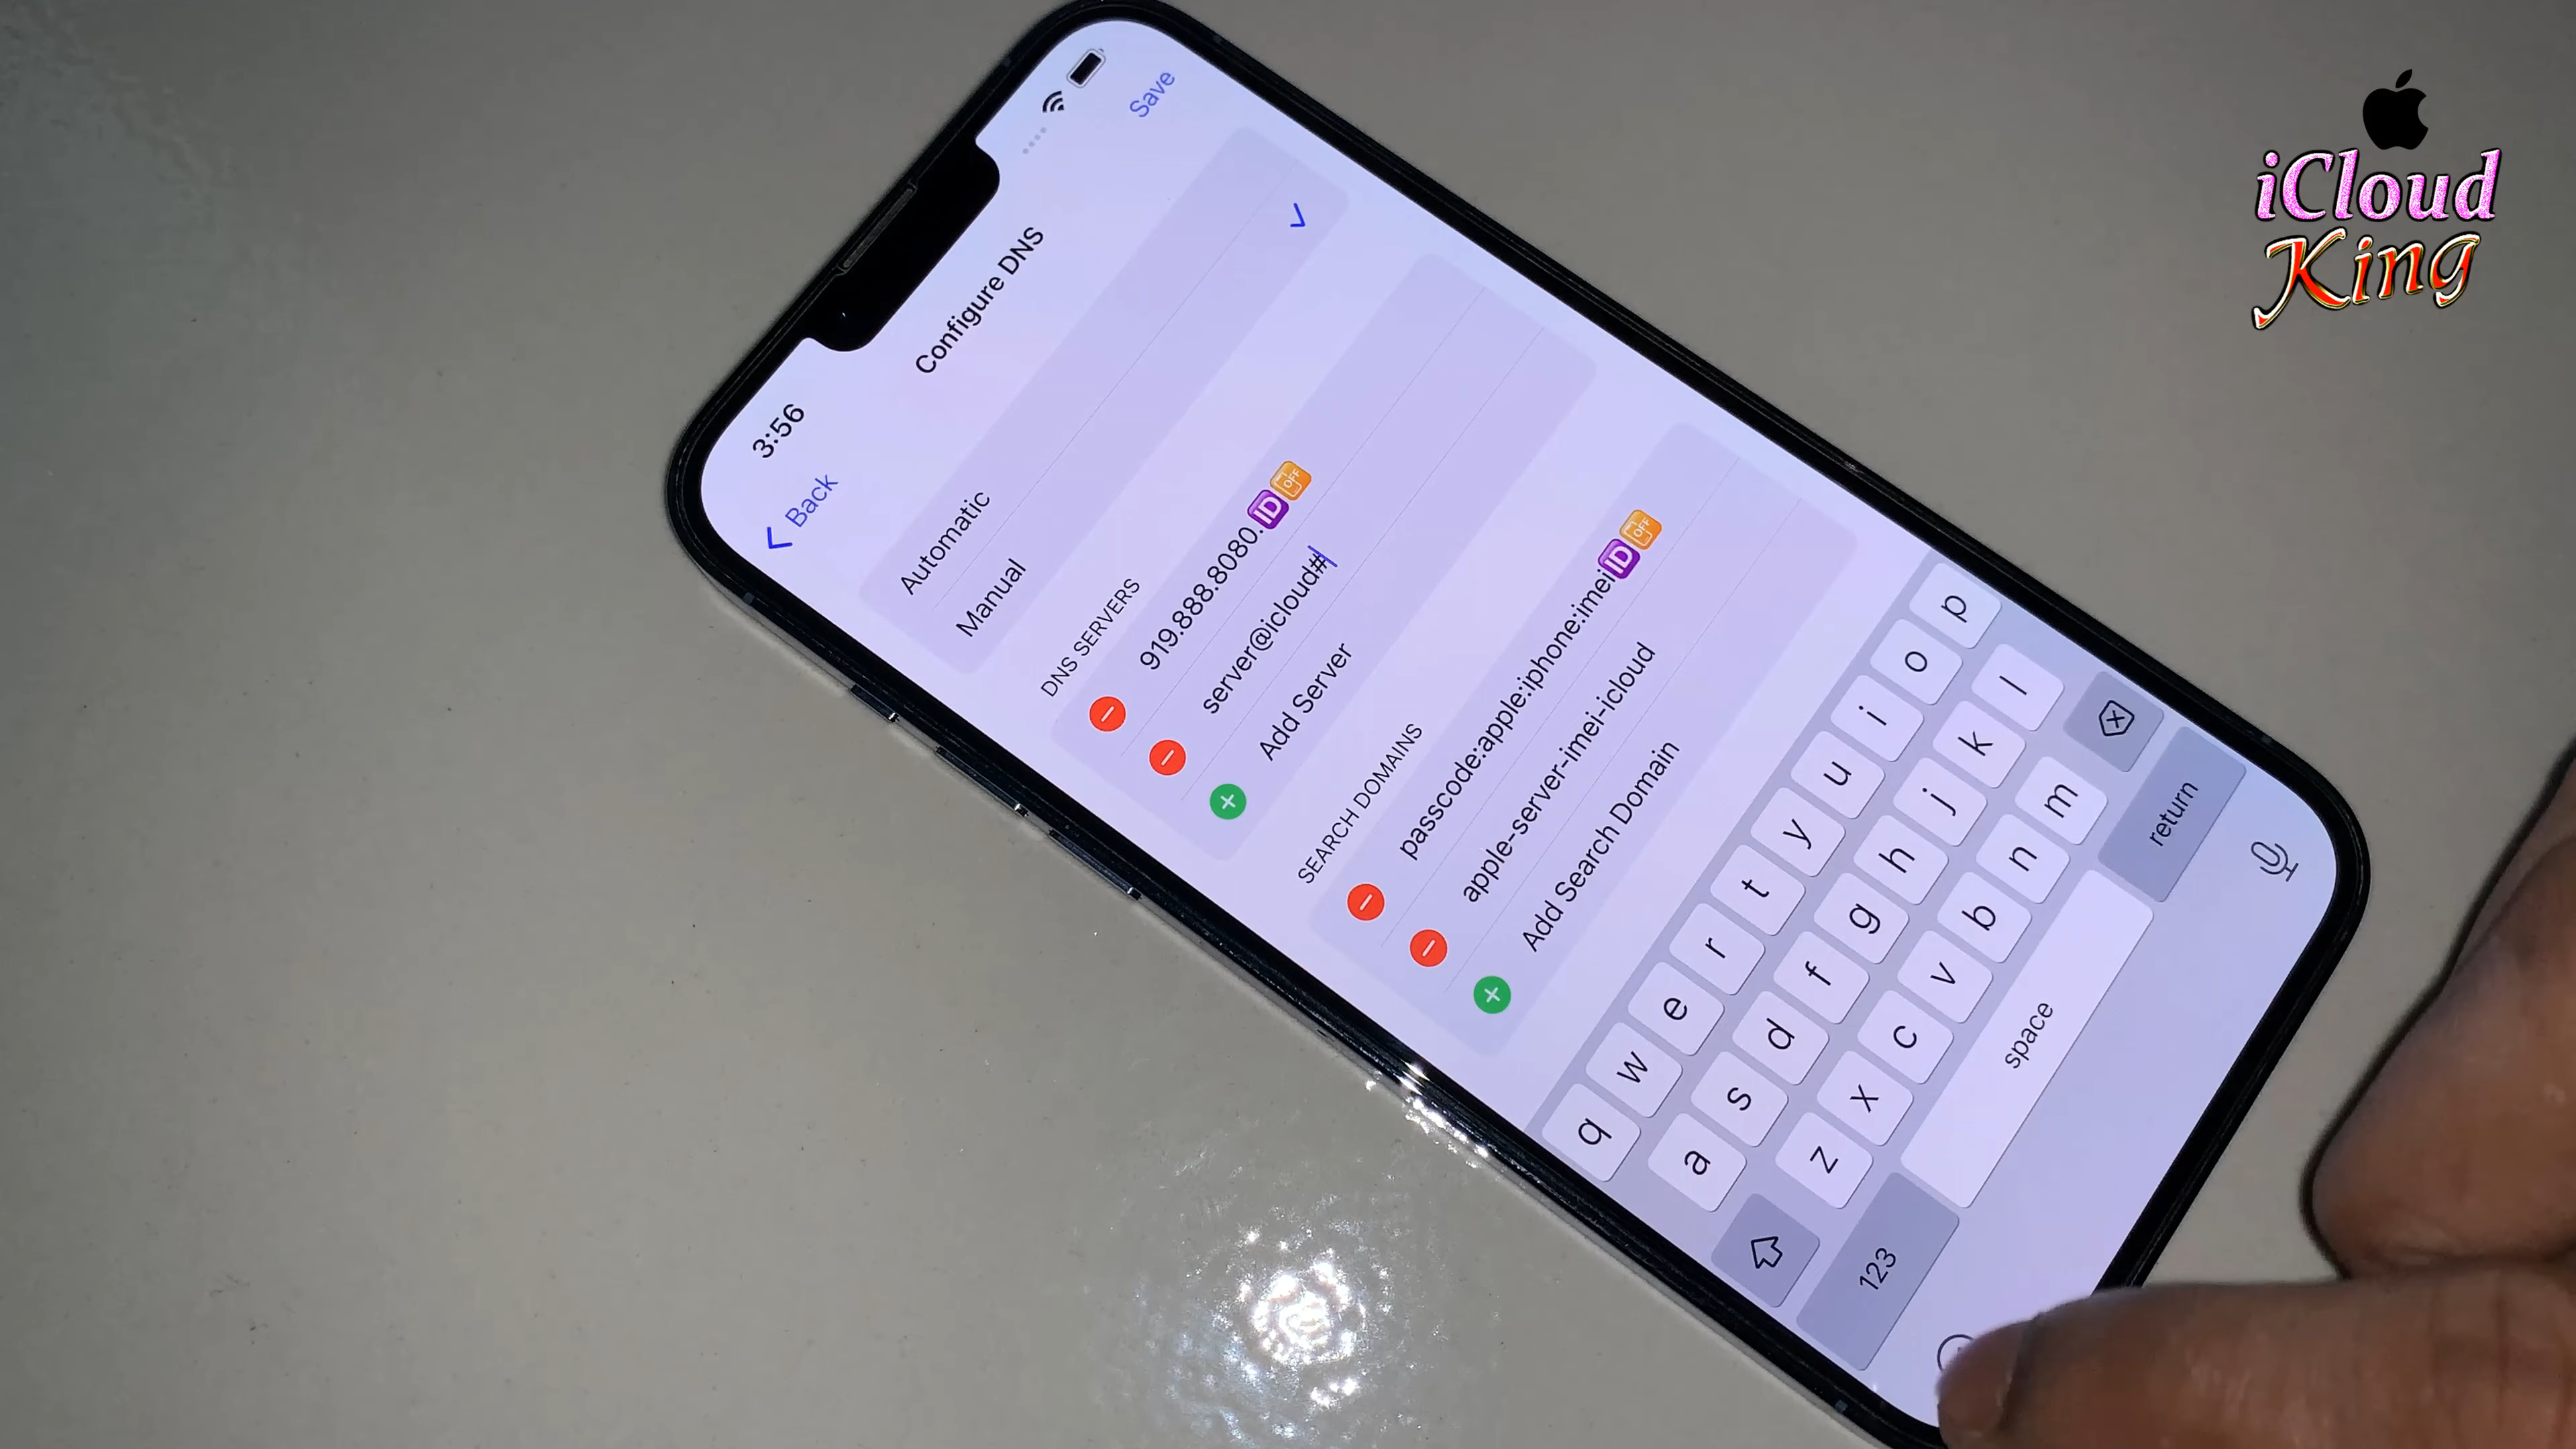 3:56
Back
Configure DNS
Save
Automatic
Manual
DNS SERVERS
919.888.8080.🆔📴
server@icloud#
Add Server
SEARCH DOMAINS
passcode:apple:iphone:imei🆔📴
apple-server-imei-icloud
Add Search Domain
q w e r t y u i o p
a s d f g h j k l
z x c v b n m
123
space
return
iCloud
King